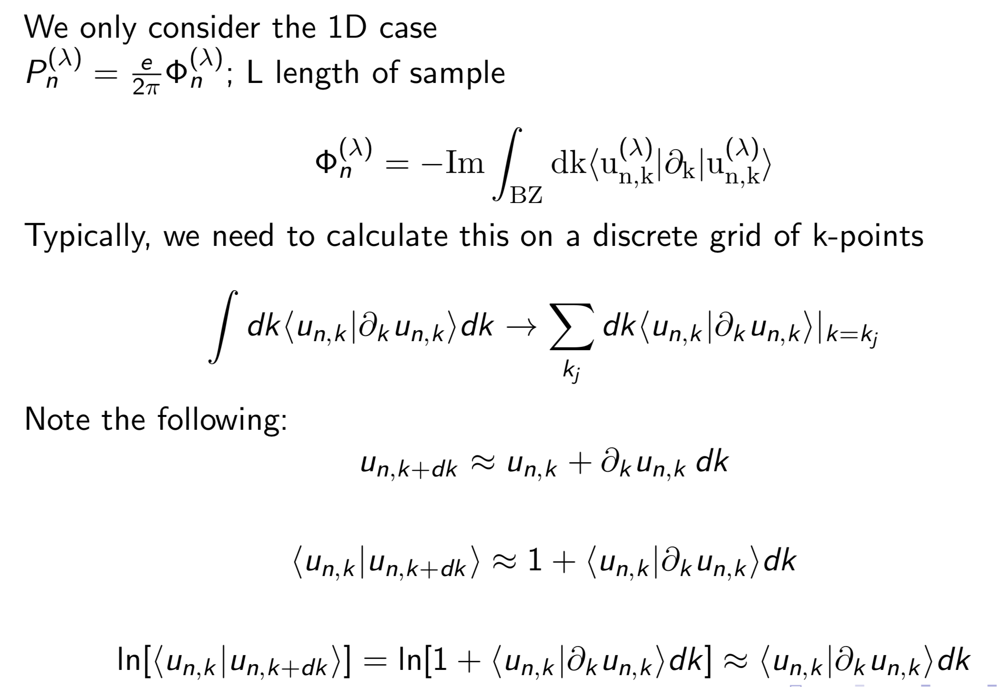 We only consider the 1D case
$P_n^{(\lambda)} = \frac{e}{2\pi}\Phi_n^{(\lambda)}$; L length of sample
$\Phi_n^{(\lambda)} = -\mathrm{Im} \int_{\mathrm{BZ}} \mathrm{dk} \langle \mathrm{u}_{\mathrm{n,k}}^{(\lambda)} | \partial_{\mathrm{k}} | \mathrm{u}_{\mathrm{n,k}}^{(\lambda)} \rangle$
Typically, we need to calculate this on a discrete grid of k-points
$\int dk \langle u_{n,k} | \partial_k u_{n,k} \rangle dk \rightarrow \sum_{k_j} dk \langle u_{n,k} | \partial_k u_{n,k} \rangle |_{k=k_j}$
Note the following:
$u_{n,k+dk} \approx u_{n,k} + \partial_k u_{n,k} \, dk$
$\langle u_{n,k} | u_{n,k+dk} \rangle \approx 1 + \langle u_{n,k} | \partial_k u_{n,k} \rangle dk$
$\ln[\langle u_{n,k} | u_{n,k+dk} \rangle] = \ln[1 + \langle u_{n,k} | \partial_k u_{n,k} \rangle dk] \approx \langle u_{n,k} | \partial_k u_{n,k} \rangle dk$